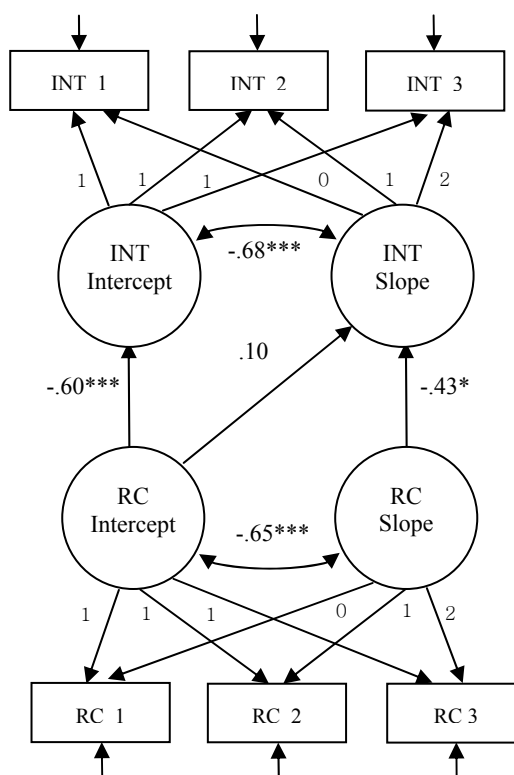 INT 1
INT 2
INT 3
1
1
1
0
1
2
INT
Intercept
-.68***
INT
Slope
-.60***
.10
-.43*
RC
Intercept
-.65***
RC
Slope
1
1
1
0
1
2
RC 1
RC 2
RC 3